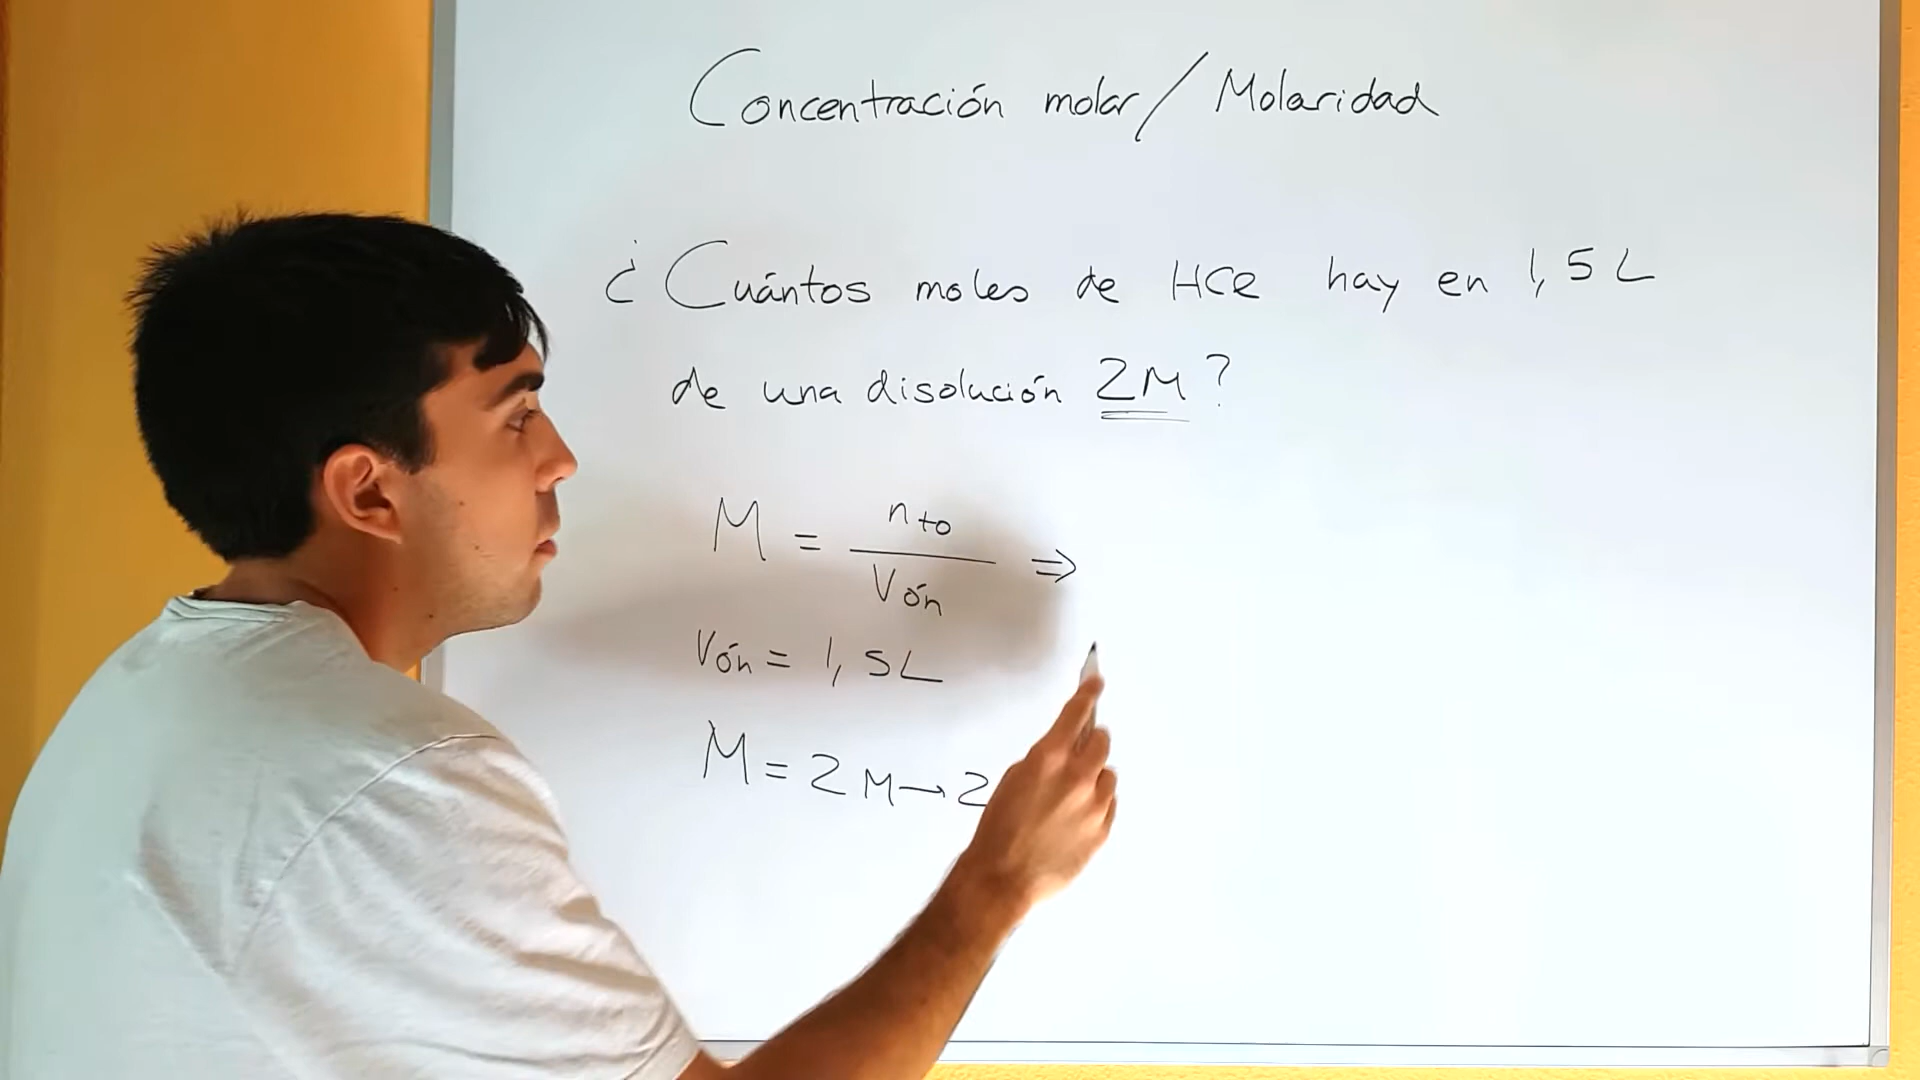 Concentración molar / Molaridad
¿Cuántos moles de HCl hay en 1,5 L
de una disolución 2M?
M = nto / Vón ⇒
Vón = 1,5L
M = 2M → 2